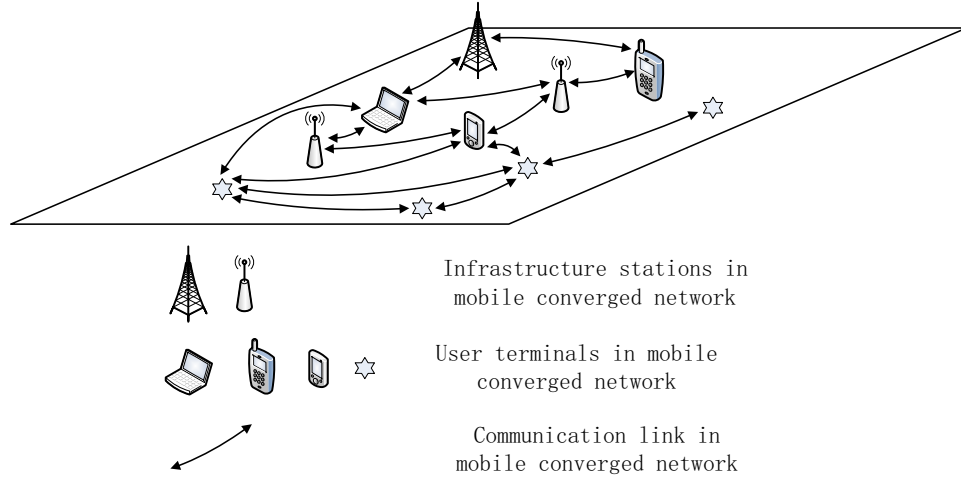 Infrastructure stations in
mobile converged network
User terminals in mobile
converged network
Communication link in
mobile converged network